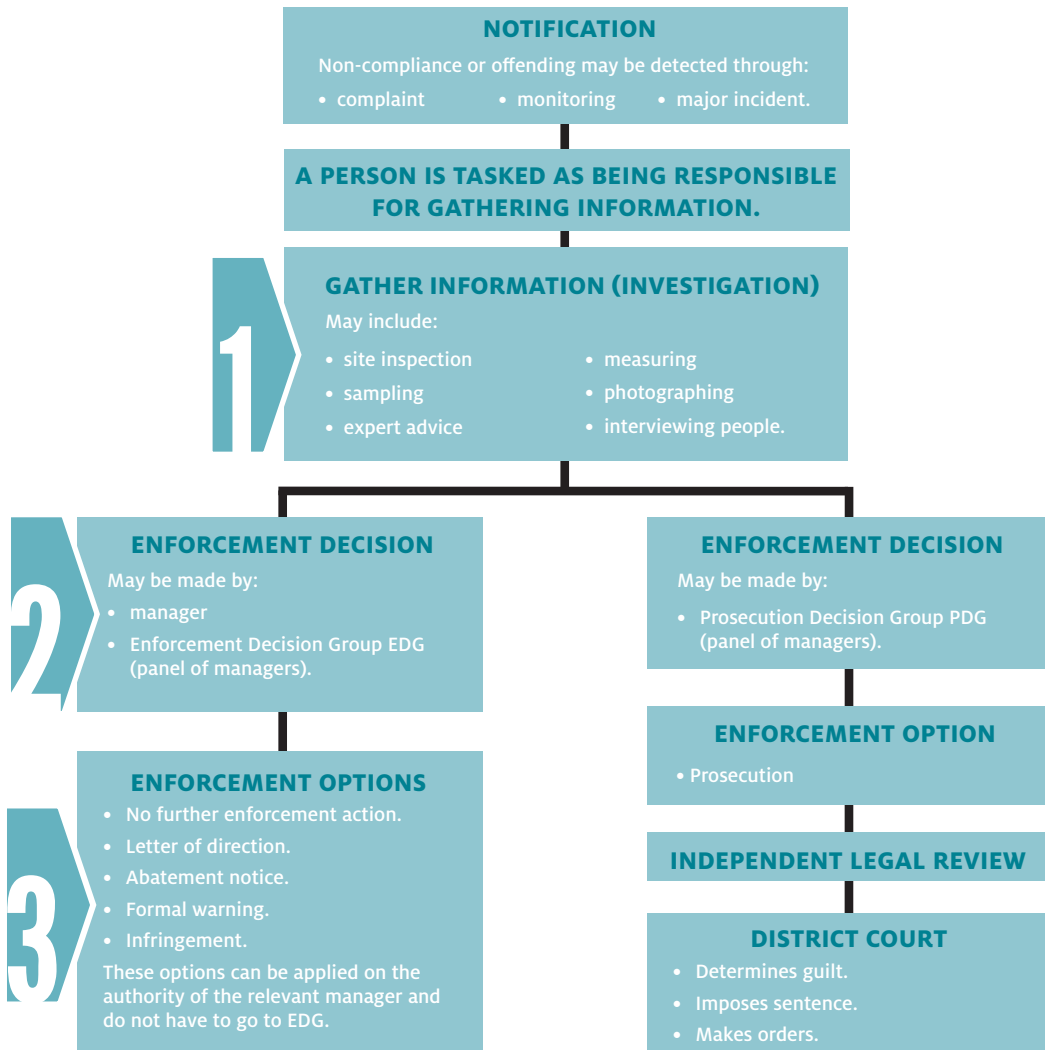 NOTIFICATION
Non-compliance or offending may be detected through:
• complaint • monitoring • major incident.
A PERSON IS TASKED AS BEING RESPONSIBLE
FOR GATHERING INFORMATION.
1
GATHER INFORMATION (INVESTIGATION)
May include:
• site inspection
• sampling
• expert advice
• measuring
• photographing
• interviewing people.
2
ENFORCEMENT DECISION
May be made by:
• manager
• Enforcement Decision Group EDG
(panel of managers).
3
ENFORCEMENT OPTIONS
• No further enforcement action.
• Letter of direction.
• Abatement notice.
• Formal warning.
• Infringement.
These options can be applied on the
authority of the relevant manager and
do not have to go to EDG.
ENFORCEMENT DECISION
May be made by:
• Prosecution Decision Group PDG
(panel of managers).
ENFORCEMENT OPTION
• Prosecution
INDEPENDENT LEGAL REVIEW
DISTRICT COURT
• Determines guilt.
• Imposes sentence.
• Makes orders.